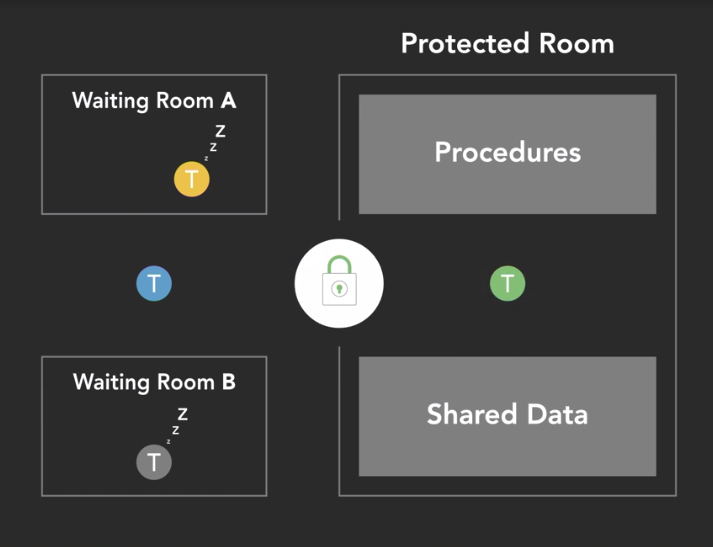 Protected Room
Waiting Room A
z
z
z
T
Procedures
T
T
Waiting Room B
z
z
z
T
Shared Data